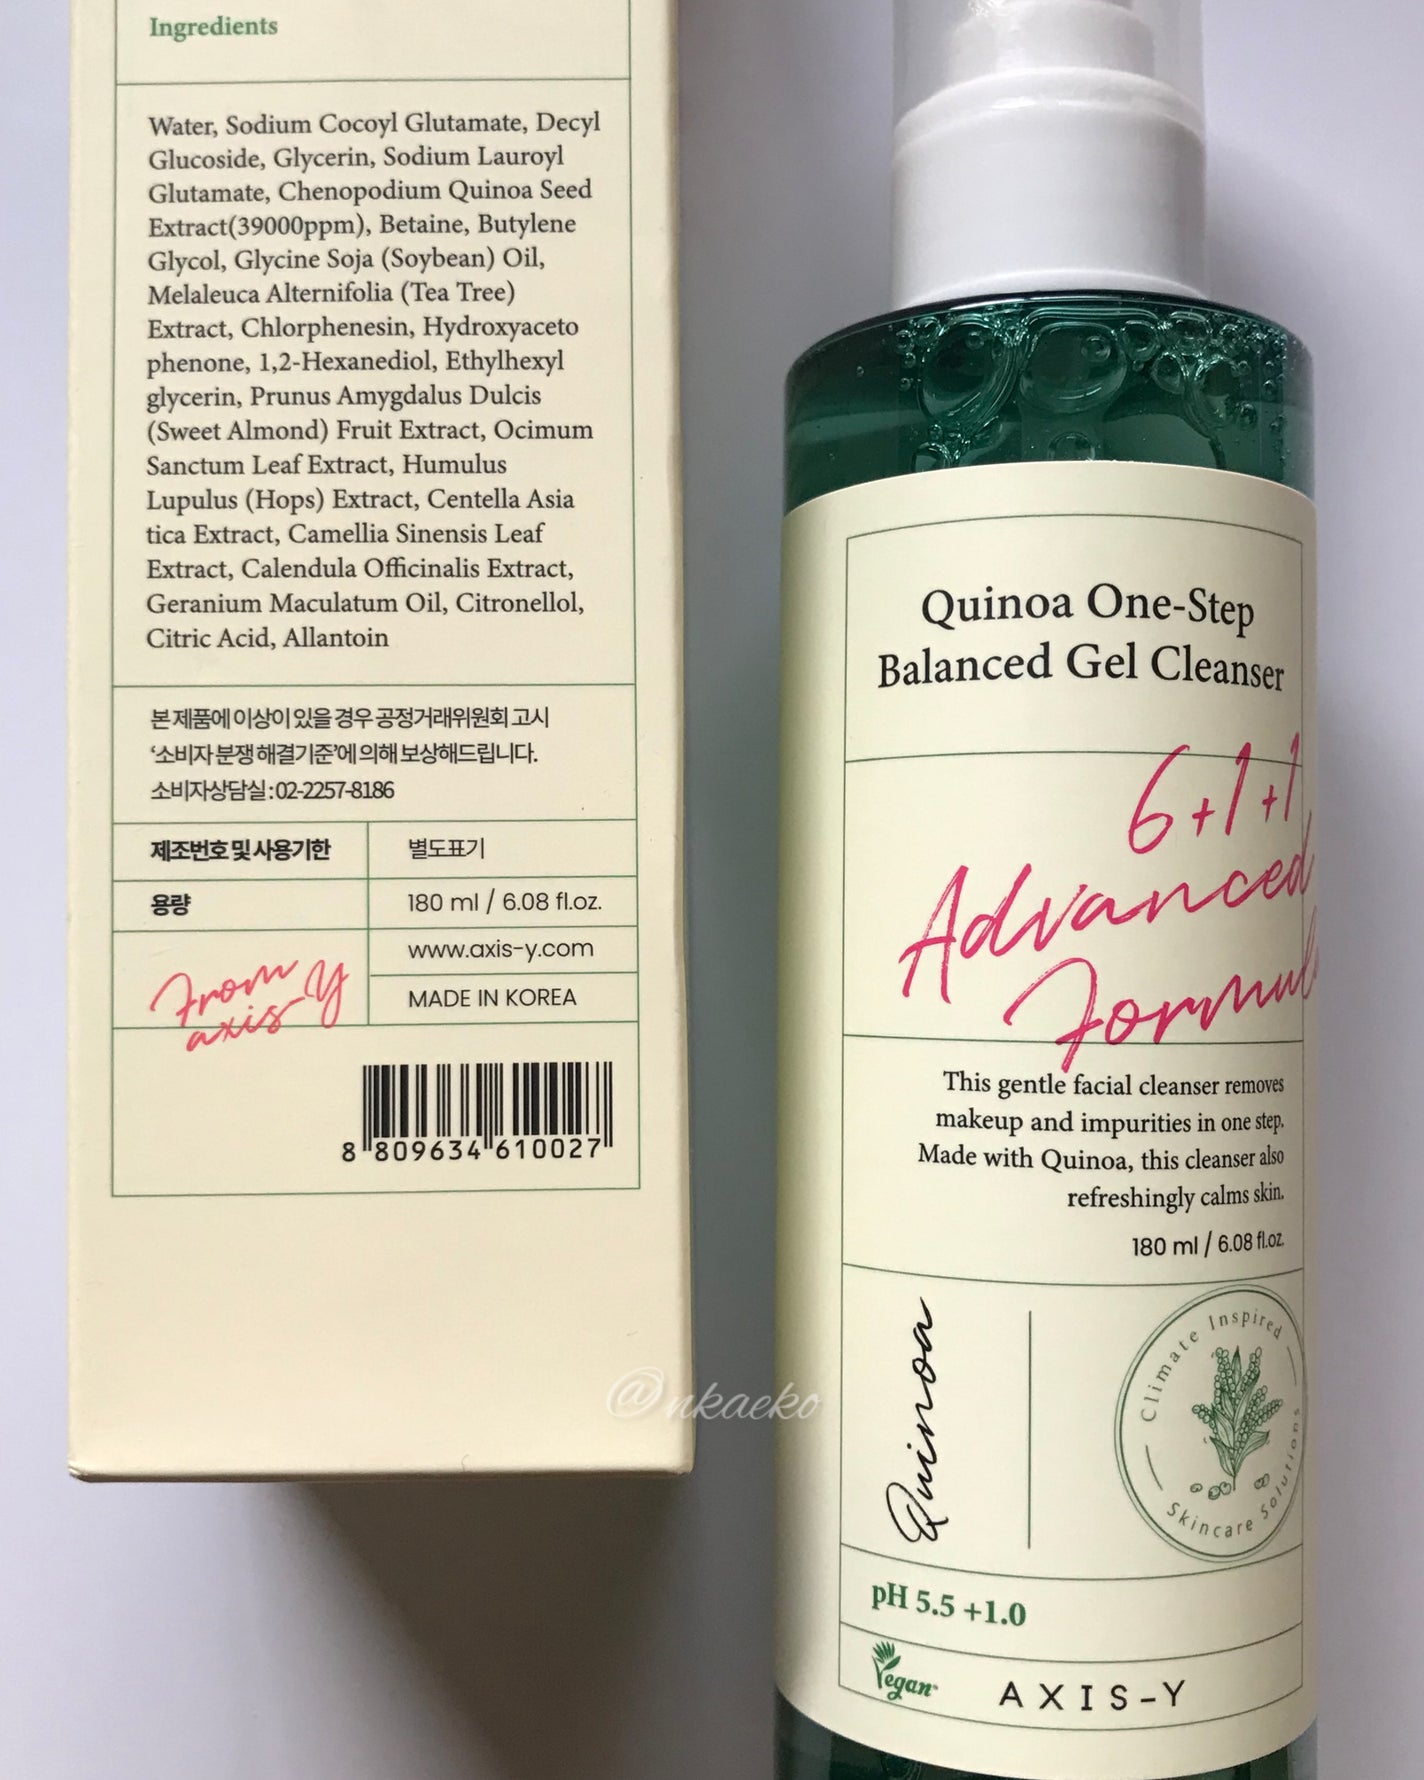 Ingredients
Water, Sodium Cocoyl Glutamate, Decyl
Glucoside, Glycerin, Sodium Lauroyl
Glutamate, Chenopodium Quinoa Seed
Extract(39000ppm), Betaine, Butylene
Glycol, Glycine Soja (Soybean) Oil,
Melaleuca Alternifolia (Tea Tree)
Extract, Chlorphenesin, Hydroxyaceto
phenone, 1,2-Hexanediol, Ethylhexyl
glycerin, Prunus Amygdalus Dulcis
(Sweet Almond) Fruit Extract, Ocimum
Sanctum Leaf Extract, Humulus
Lupulus (Hops) Extract, Centella Asia
tica Extract, Camellia Sinensis Leaf
Extract, Calendula Officinalis Extract,
Geranium Maculatum Oil, Citronellol,
Citric Acid, Allantoin
본 제품에 이상이 있을 경우 공정거래위원회 고시
‘소비자 분쟁 해결기준’에 의해 보상해드립니다.
소비자상담실 : 02-2257-8186
제조번호 및 사용기한 별도표기
용량 180 ml / 6.08 fl.oz.
www.axis-y.com
MADE IN KOREA
From
axis-y
8 809634 610027
@nkaeko
Quinoa One-Step
Balanced Gel Cleanser
6+1+1
Advanced
Formula
This gentle facial cleanser removes
makeup and impurities in one step.
Made with Quinoa, this cleanser also
refreshingly calms skin.
180 ml / 6.08 fl.oz.
Quinoa
Climate Inspired
Skincare Solutions
pH 5.5 +1.0
Vegan
AXIS-Y